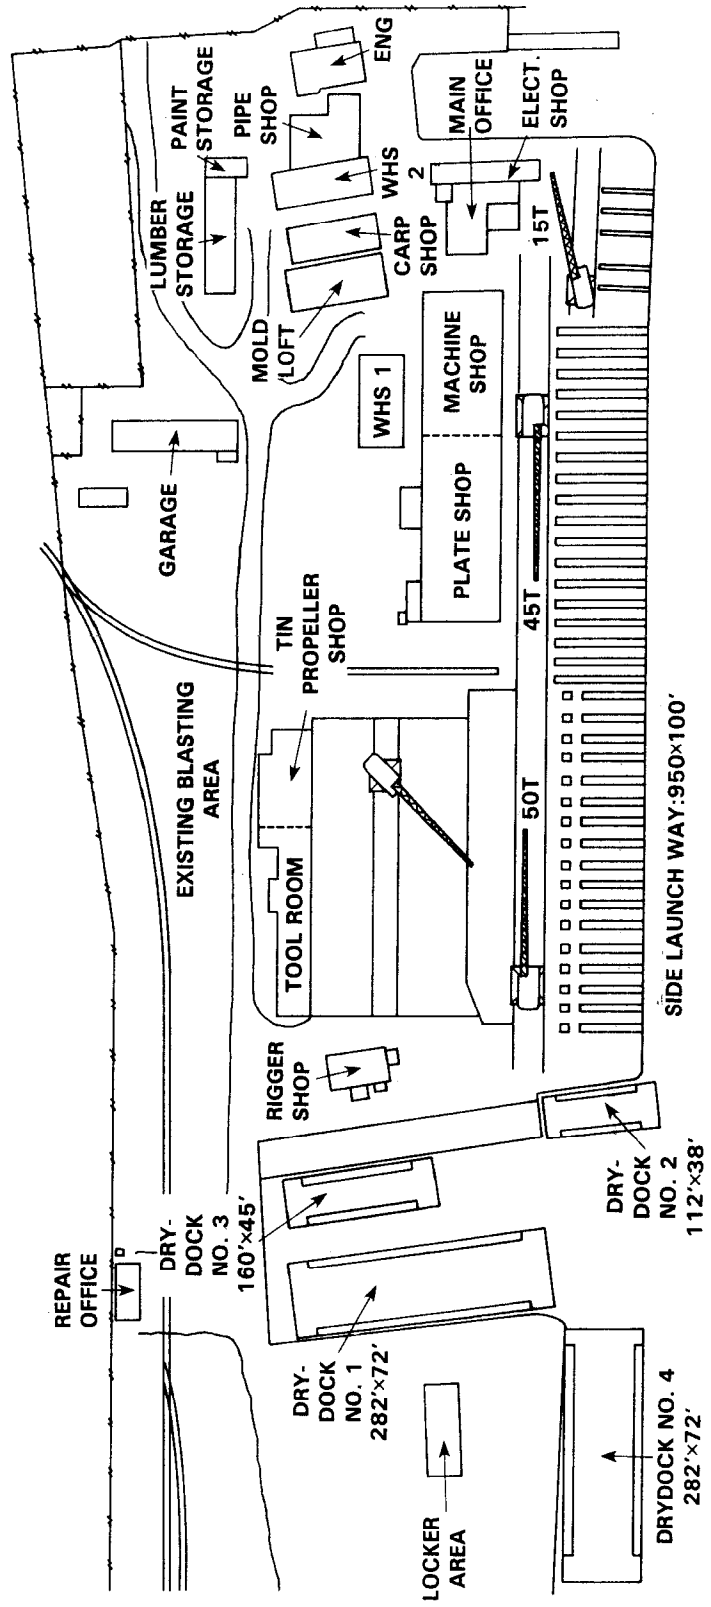 REPAIR
OFFICE
DRY-
DOCK
NO. 3
160'×45'
DRY-
DOCK
NO. 1
282'×72'
LOCKER
AREA
DRYDOCK NO. 4
282'×72'
DRY-
DOCK
NO. 2
112'×38'
RIGGER
SHOP
EXISTING BLASTING
AREA
TOOL ROOM
TIN
PROPELLER
SHOP
50T
SIDE LAUNCH WAY:950×100'
45T
GARAGE
PLATE SHOP
MACHINE
SHOP
WHS 1
MOLD
LOFT
LUMBER
STORAGE
PAINT
STORAGE
PIPE
SHOP
ENG
CARP
SHOP
WHS
2
MAIN
OFFICE
ELECT.
SHOP
15T